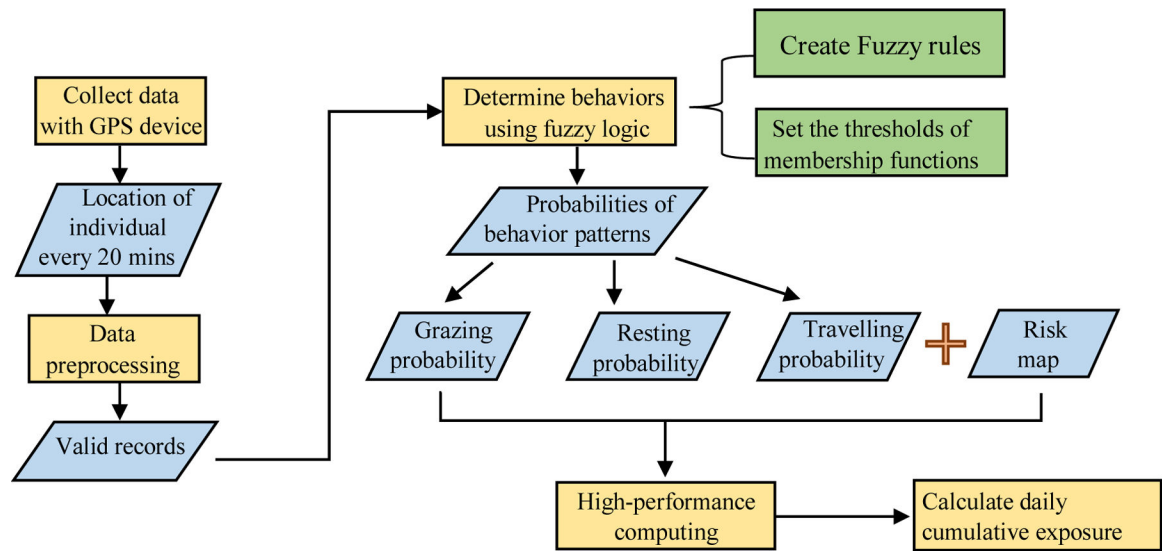 Collect data
with GPS device
Location of
individual
every 20 mins
Data
preprocessing
Valid records
Determine behaviors
using fuzzy logic
Create Fuzzy rules
Set the thresholds of
membership functions
Probabilities of
behavior patterns
Grazing
probability
Resting
probability
Travelling
probability
Risk
map
High-performance
computing
Calculate daily
cumulative exposure